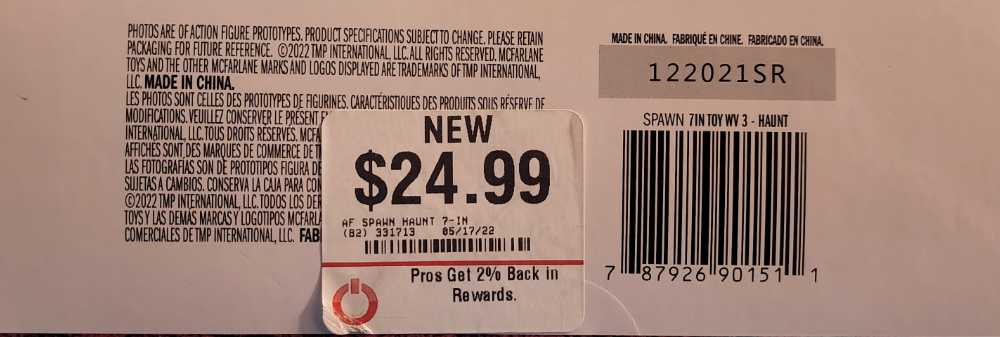 PHOTOS ARE OF ACTION FIGURE PROTOTYPES. PRODUCT SPECIFICATIONS SUBJECT TO CHANGE. PLEASE RETAIN
PACKAGING FOR FUTURE REFERENCE. ©2022 TMP INTERNATIONAL, LLC. ALL RIGHTS RESERVED. MCFARLANE
TOYS AND THE OTHER MCFARLANE MARKS AND LOGOS DISPLAYED ARE TRADEMARKS OF TMP INTERNATIONAL,
LLC. MADE IN CHINA.
LES PHOTOS SONT CELLES DES PROTOTYPES DE FIGURINES. CARACTÉRISTIQUES DES PRODUITS SOUS RÉSERVE DE
MODIFICATIONS. VEUILLEZ CONSERVER LE PRÉSENT
INTERNATIONAL, LLC. TOUS DROITS RÉSERVÉS. MCFA
AFFICHES SONT DES MARQUES DE COMMERCE DE
LAS FOTOGRAFÍAS SON DE PROTOTIPOS FIGURA DE
SUJETAS A CAMBIOS. CONSERVA LA CAJA PARA CON
©2022 TMP INTERNATIONAL, LLC. TODOS LOS DER
TOYS Y LAS DEMÁS MARCAS Y LOGOTIPOS MCFARLA
COMERCIALES DE TMP INTERNATIONAL, LLC. FAB
NEW
$24.99
AF SPAWN HAUNT 7-IN
(B2) 331713 05/17/22
Pros Get 2% Back in
Rewards.
MADE IN CHINA. FABRIQUÉ EN CHINE. FABRICADO EN CHINA.
122021SR
SPAWN 7IN TOY WV 3 - HAUNT
7 87926 90151 1